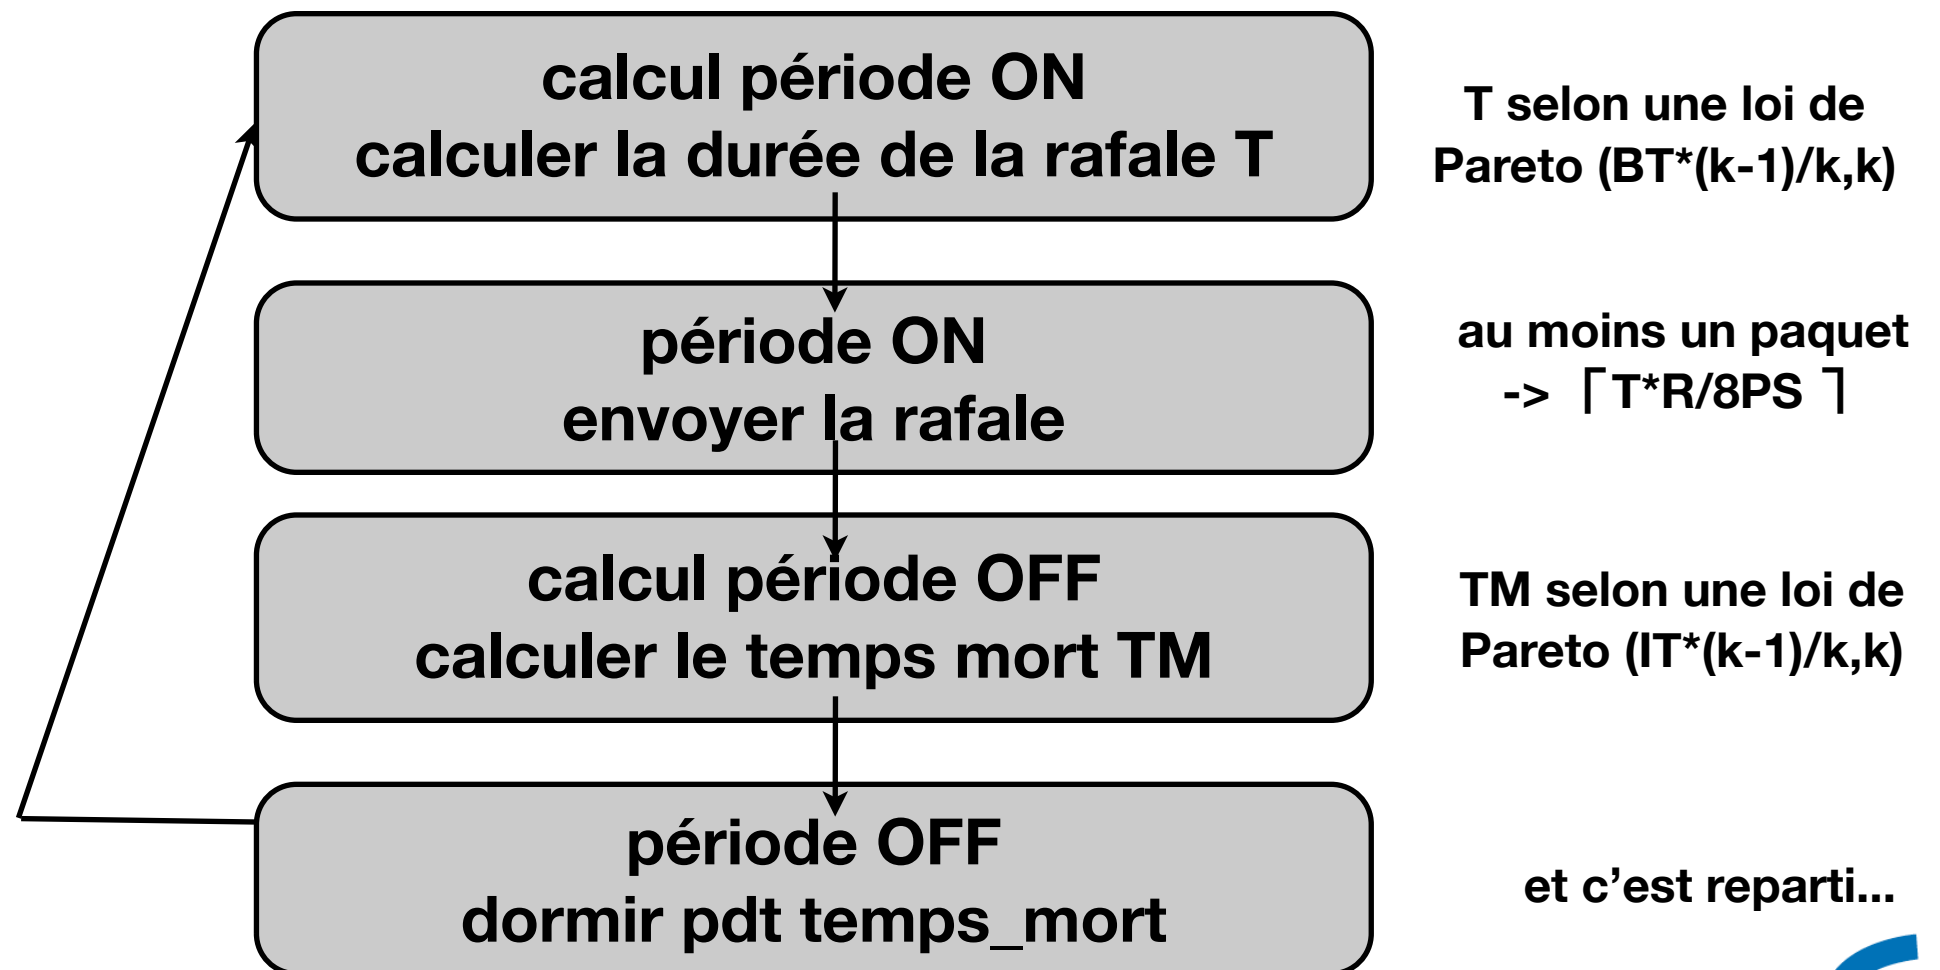 calcul période ON
calculer la durée de la rafale T
T selon une loi de
Pareto (BT*(k-1)/k,k)
période ON
envoyer la rafale
au moins un paquet
-> ⎡T*R/8PS ⎤
calcul période OFF
calculer le temps mort TM
TM selon une loi de
Pareto (IT*(k-1)/k,k)
période OFF
dormir pdt temps_mort
et c’est reparti...